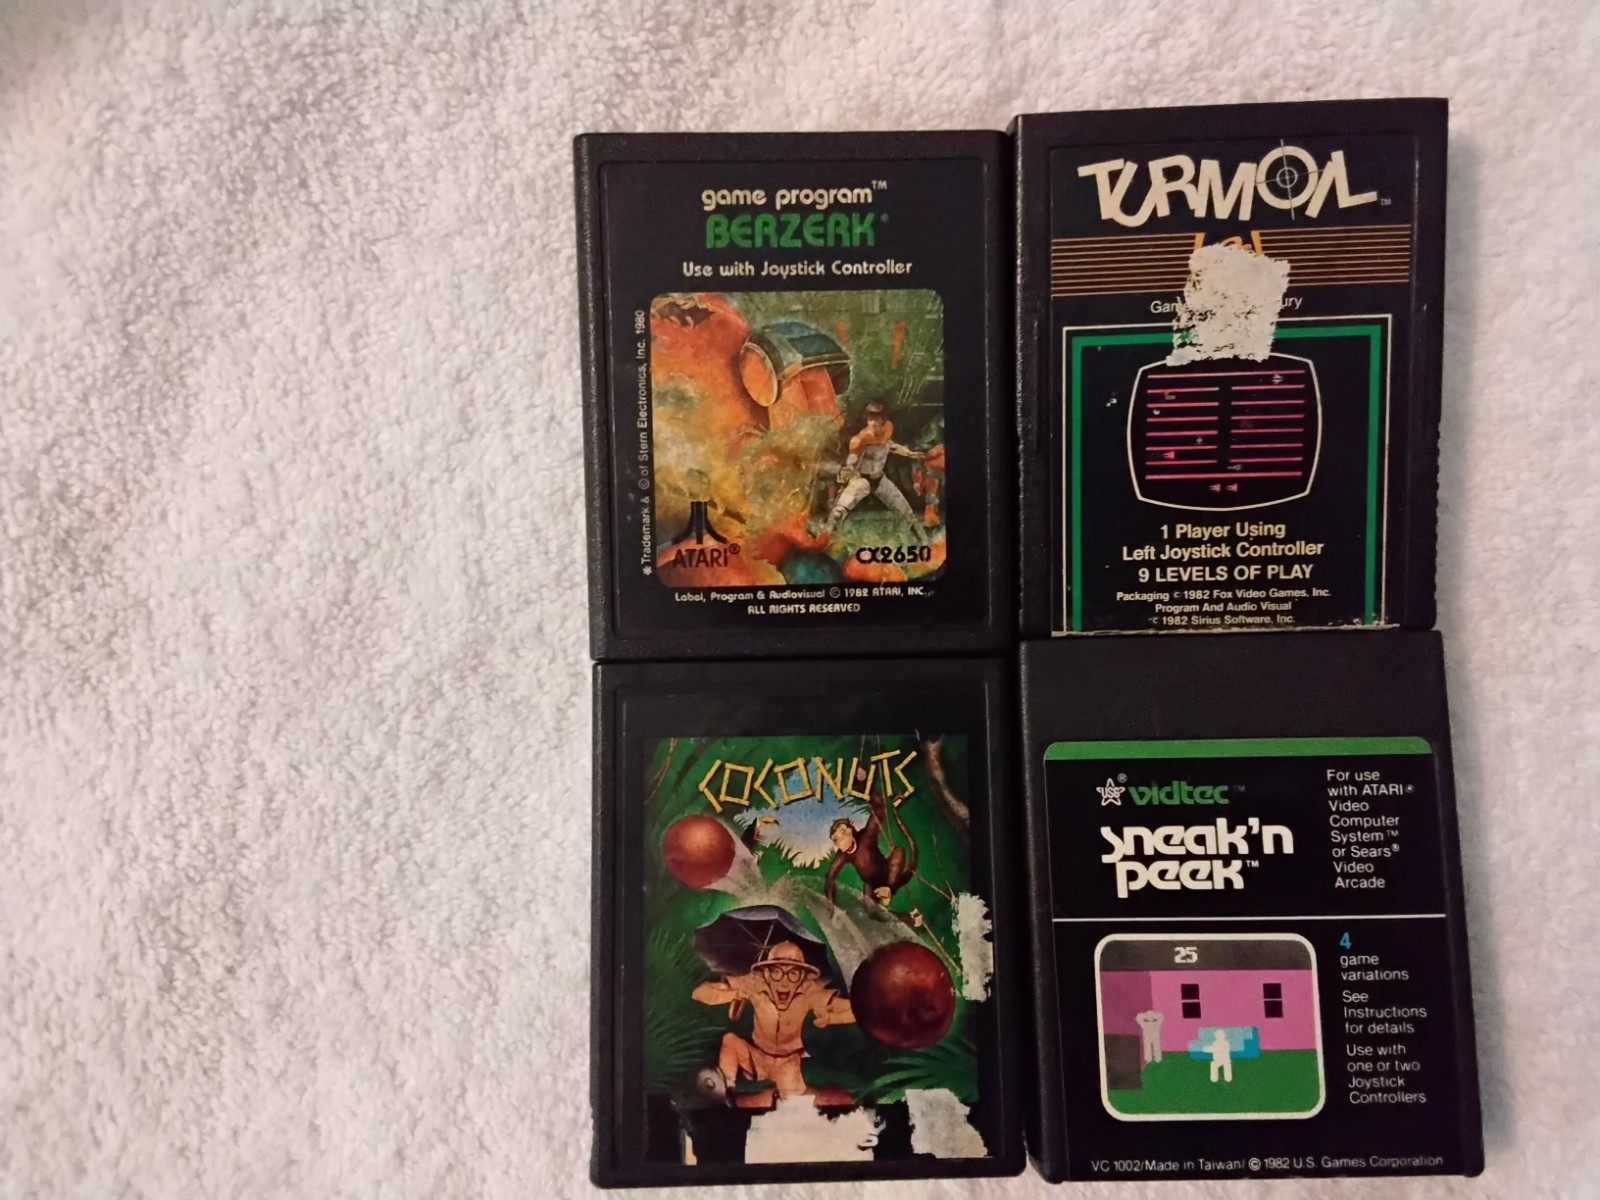 game program™
BERZERK®
Use with Joystick Controller
* Trademark & © of Stern Electronics, Inc. 1980
ATARI®
CX2650
Label, Program & Audiovisual © 1982 ATARI, INC.
ALL RIGHTS RESERVED
TURMOIL™
1 Player Using
Left Joystick Controller
9 LEVELS OF PLAY
Packaging © 1982 Fox Video Games, Inc.
Program And Audio Visual
© 1982 Sirius Software, Inc.
COCONUTS
USG® vidtec™
sneak'n
peek™
For use
with ATARI®
Video
Computer
System™
or Sears®
Video
Arcade
25
4
game
variations
See
Instructions
for details
Use with
one or two
Joystick
Controllers
VC 1002/Made in Taiwan/ © 1982 U.S. Games Corporation